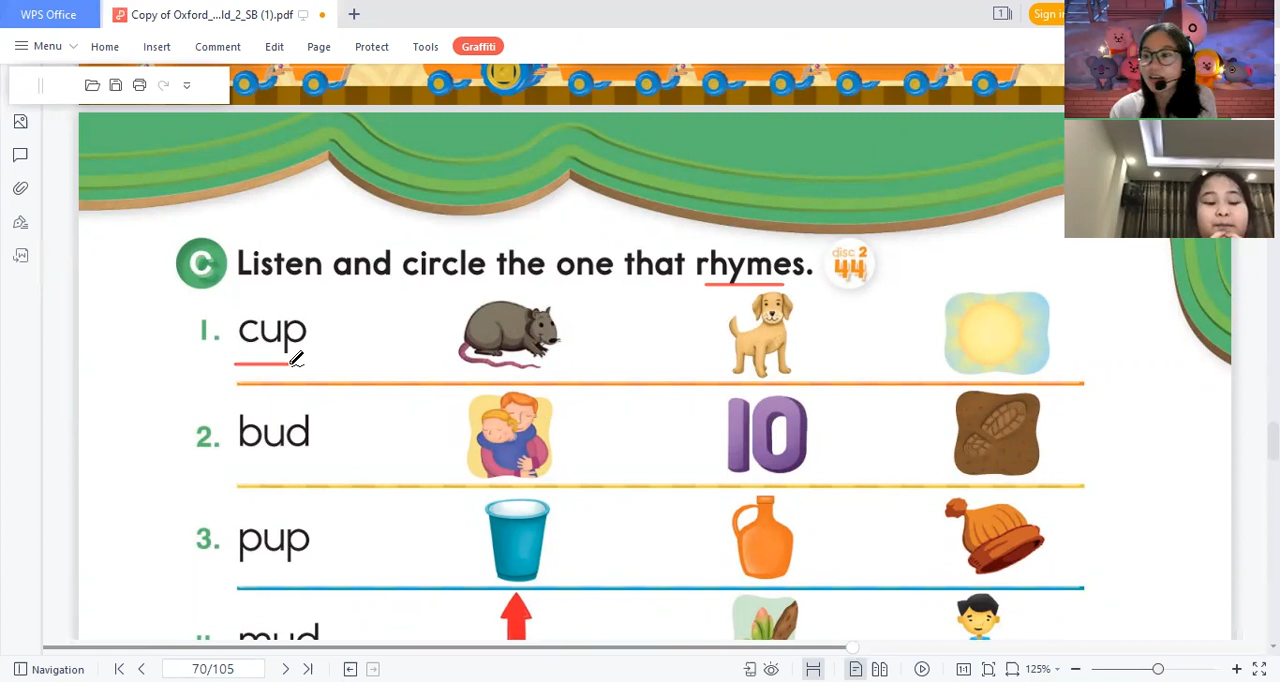 WPS Office
Copy of Oxford_...ld_2_SB (1).pdf
1
Sign in
Menu
Home
Insert
Comment
Edit
Page
Protect
Tools
Graffiti
C
Listen and circle the one that rhymes.
disc 2
44
1. cup
2. bud
10
3. pup
Navigation
70/105
125%